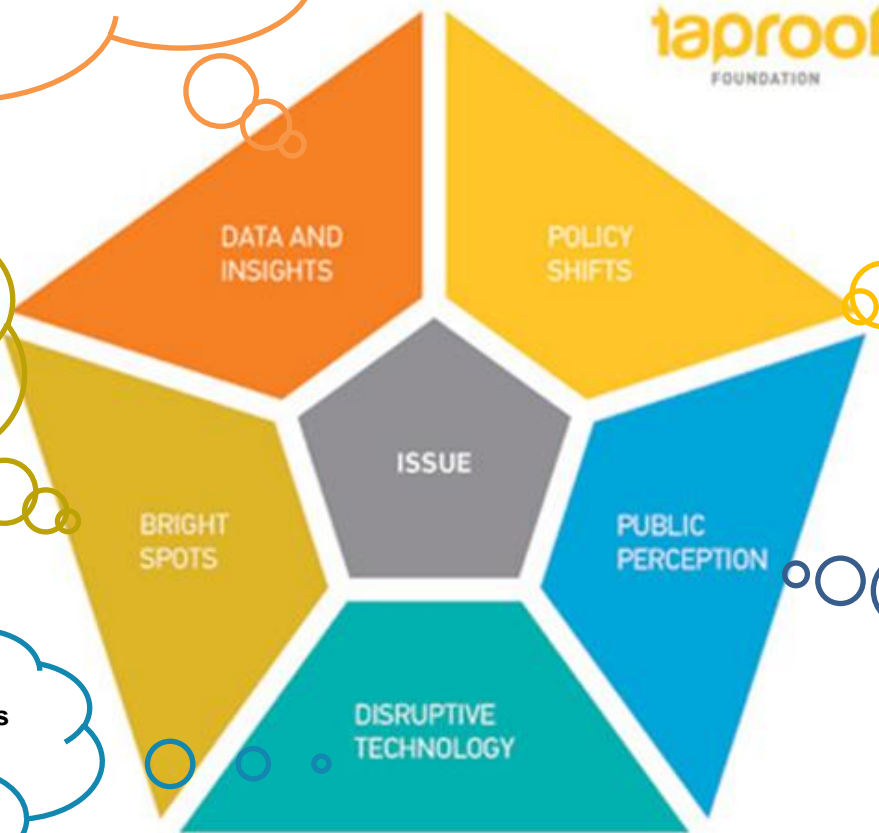 taproot
FOUNDATION
DATA AND
INSIGHTS
POLICY
SHIFTS
ISSUE
BRIGHT
SPOTS
PUBLIC
PERCEPTION
s
DISRUPTIVE
TECHNOLOGY